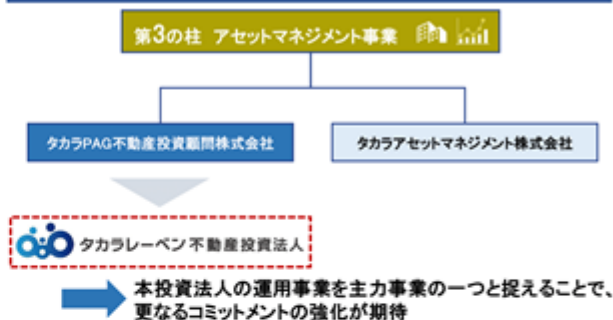 第3の柱 アセットマネジメント事業
タカラPAG不動産投資顧問株式会社
タカラアセットマネジメント株式会社
タカラレーベン不動産投資法人
本投資法人の運用事業を主力事業の一つと捉えることで、
更なるコミットメントの強化が期待